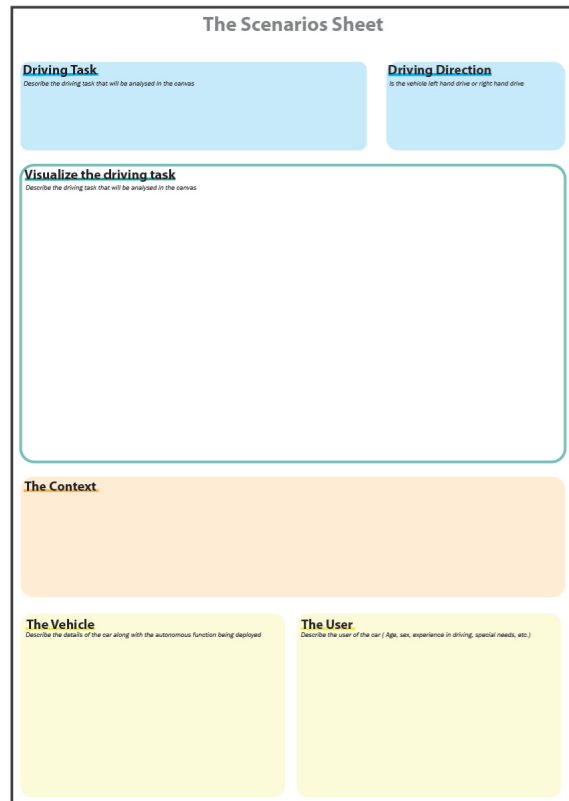 The Scenarios Sheet
Driving Task
Describe the driving task that will be analysed in the canvas
Driving Direction
Is the vehicle left hand drive or right hand drive
Visualize the driving task
Describe the driving task that will be analysed in the canvas
The Context
The Vehicle
Describe the details of the car along with the autonomous function being deployed
The User
Describe the user of the car ( Age, sex, experience in driving, special needs, etc.)